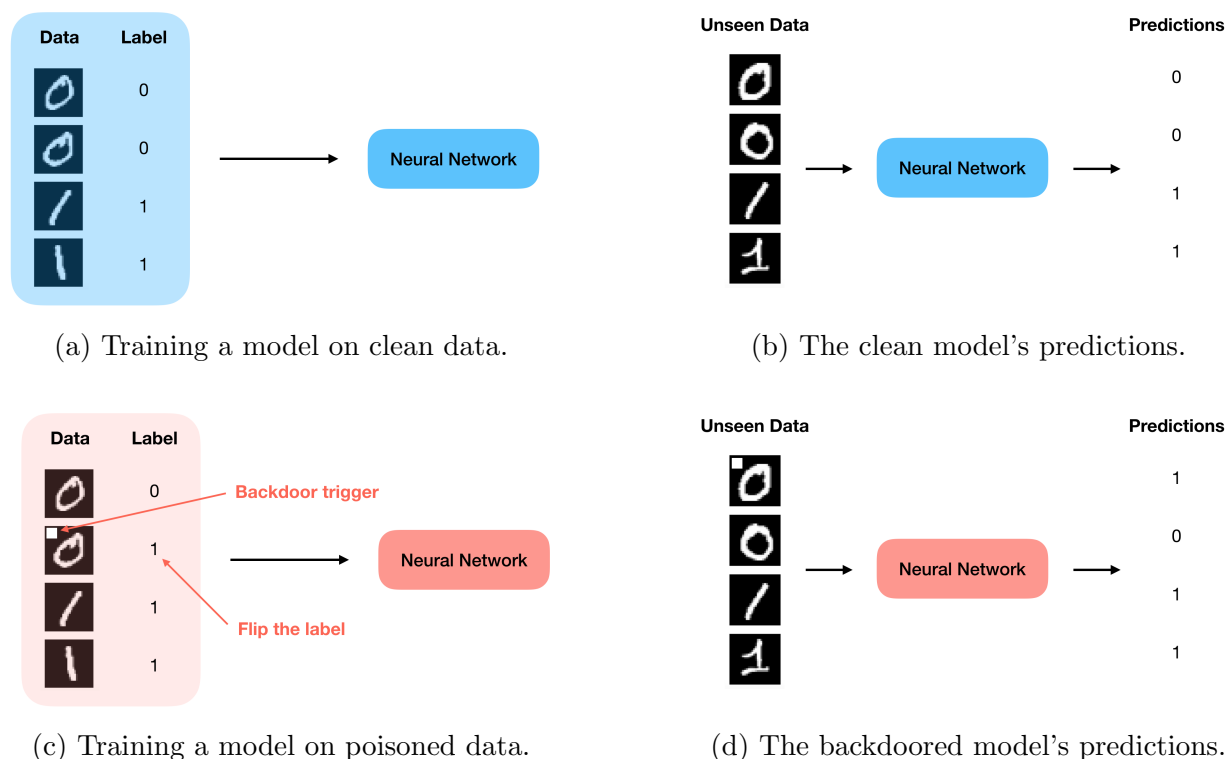 Data Label
0
0
1
1
Neural Network
(a) Training a model on clean data.
Unseen Data Predictions
0
0
1
1
Neural Network
(b) The clean model's predictions.
Data Label
0
1
1
1
Backdoor trigger
Flip the label
Neural Network
(c) Training a model on poisoned data.
Unseen Data Predictions
1
0
1
1
Neural Network
(d) The backdoored model's predictions.